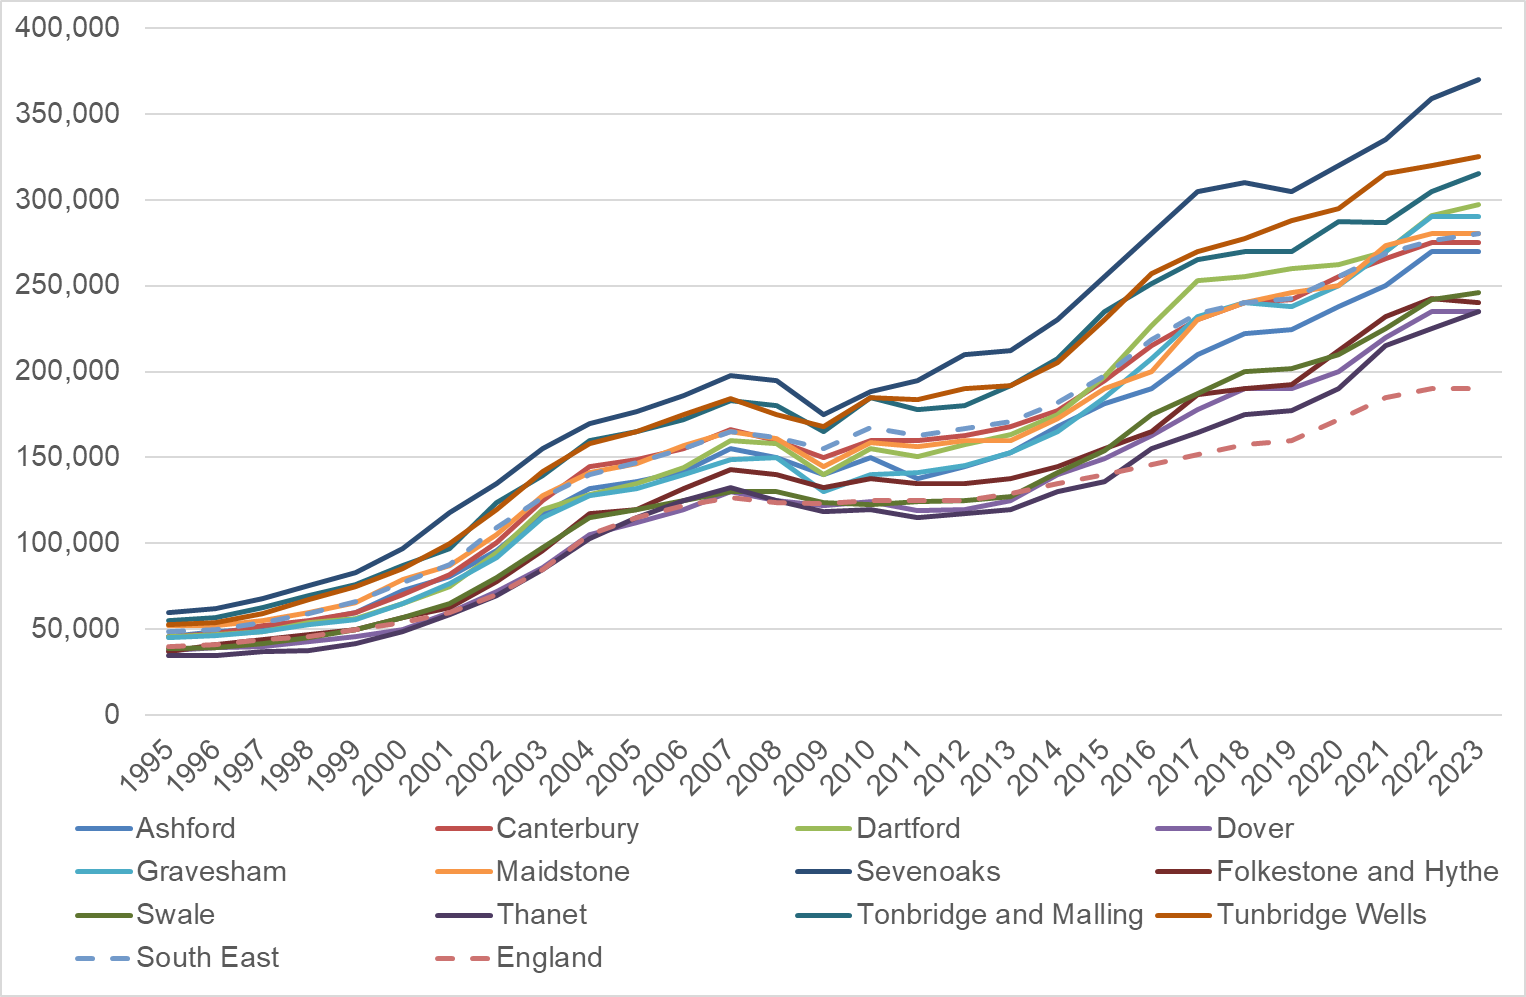 400,000
350,000
300,000
250,000
200,000
150,000
100,000
50,000
0
1995 1996 1997 1998 1999 2000 2001 2002 2003 2004 2005 2006 2007 2008 2009 2010 2011 2012 2013 2014 2015 2016 2017 2018 2019 2020 2021 2022 2023
Ashford Canterbury Dartford Dover
Gravesham Maidstone Sevenoaks Folkestone and Hythe
Swale Thanet Tonbridge and Malling Tunbridge Wells
South East England